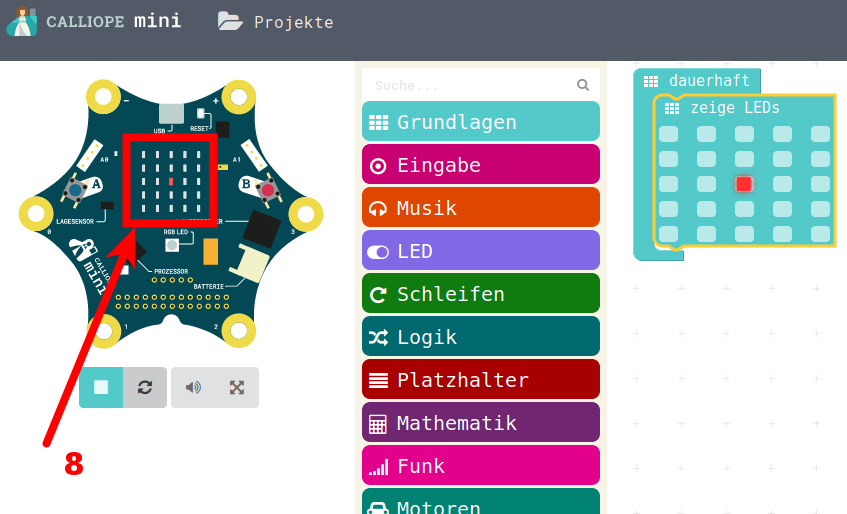 CALLIOPE mini
Projekte
− +
USB
RESET
A0
A1
A
B
LAGESENSOR
0
3
RGB LED
CALLIOPE
mini
PROZESSOR
BATTERIE
1
2
8
Suche...
Grundlagen
Eingabe
Musik
LED
Schleifen
Logik
Platzhalter
Mathematik
Funk
Motoren
dauerhaft
zeige LEDs